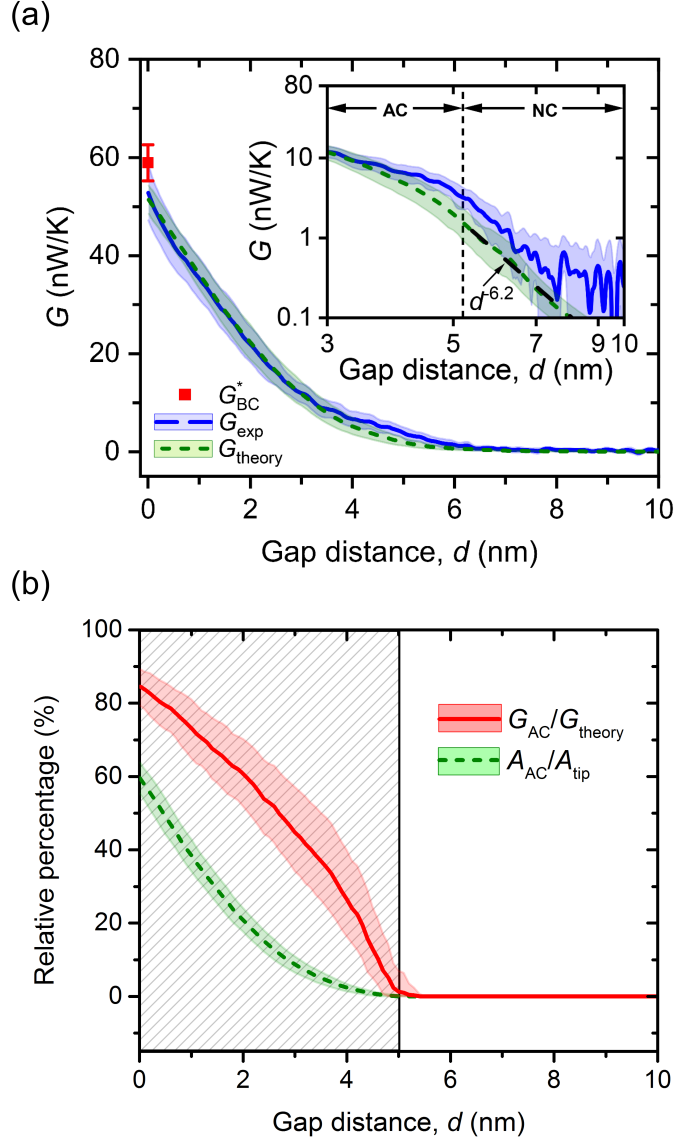 (a)
80
60
40
20
0
G (nW/K)
0 2 4 6 8 10
Gap distance, d (nm)
G*BC
Gexp
Gtheory
80
10
1
0.1
G (nW/K)
AC NC
d-6.2
3 5 7 9 10
Gap distance, d (nm)
(b)
100
80
60
40
20
0
Relative percentage (%)
GAC/Gtheory
AAC/Atip
0 2 4 6 8 10
Gap distance, d (nm)